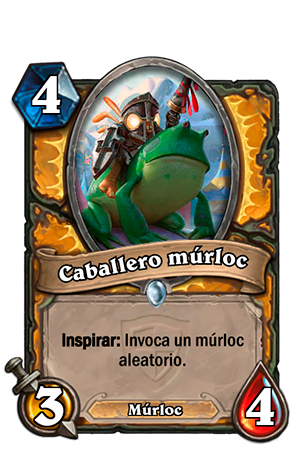 4
Caballero múrloc
Inspirar: Invoca un múrloc
aleatorio.
3
Múrloc
4